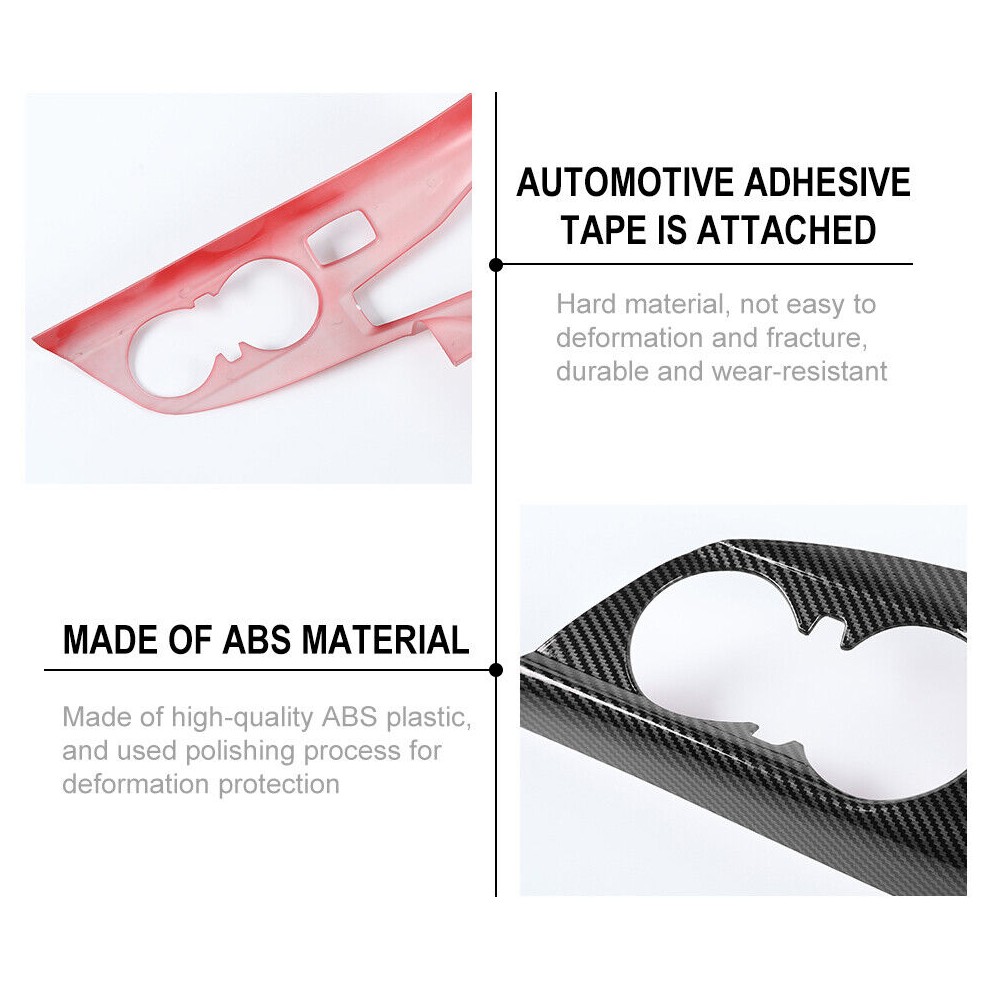 AUTOMOTIVE ADHESIVE
TAPE IS ATTACHED
Hard material, not easy to
deformation and fracture,
durable and wear-resistant
MADE OF ABS MATERIAL
Made of high-quality ABS plastic,
and used polishing process for
deformation protection